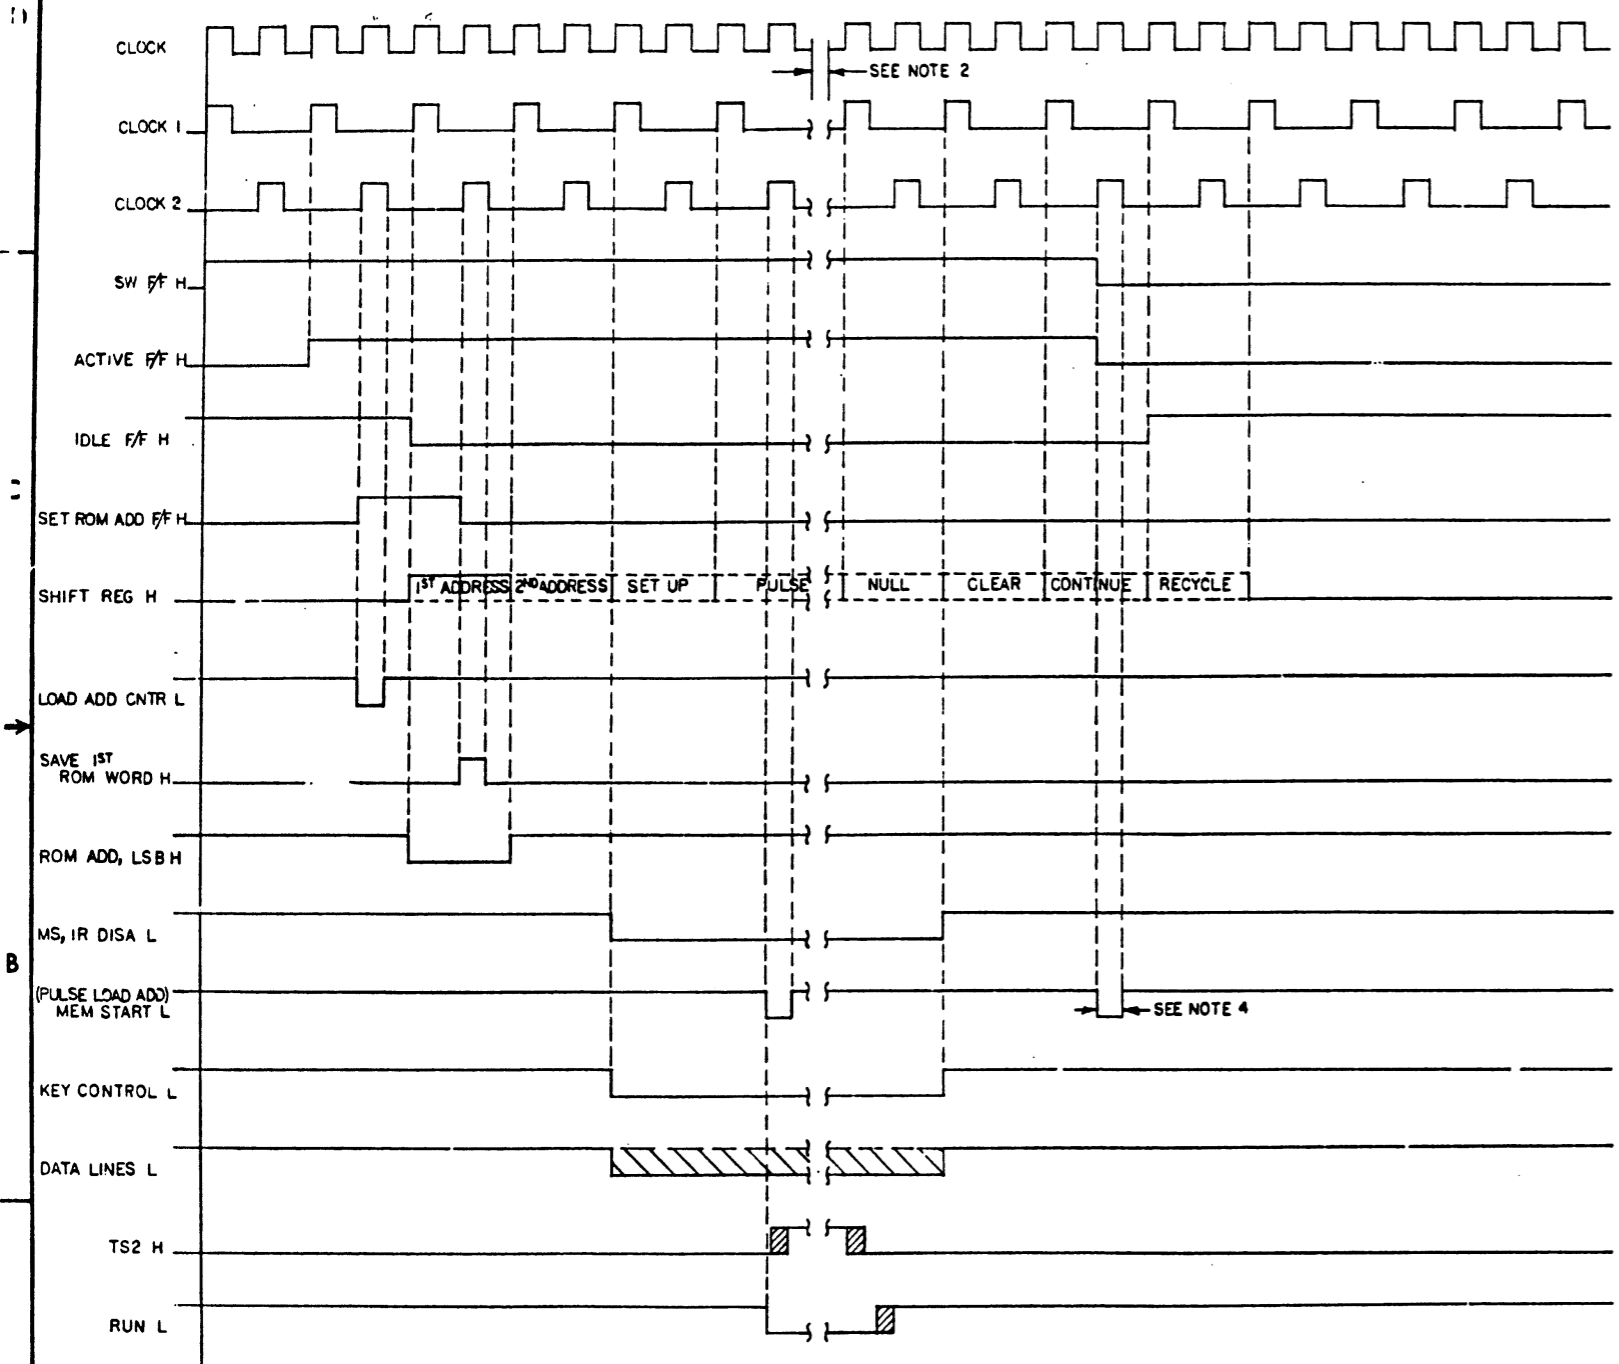 CLOCK
SEE NOTE 2
CLOCK 1
CLOCK 2
SW F/F H
ACTIVE F/F H
IDLE F/F H
SET ROM ADD F/F H
SHIFT REG H
1ST ADDRESS 2ND ADDRESS SET UP PULSE NULL CLEAR CONTINUE RECYCLE
LOAD ADD CNTR L
SAVE 1ST
ROM WORD H
ROM ADD, LSB H
MS, IR DISA L
B
(PULSE LOAD ADD)
MEM START L
SEE NOTE 4
KEY CONTROL L
DATA LINES L
TS2 H
RUN L